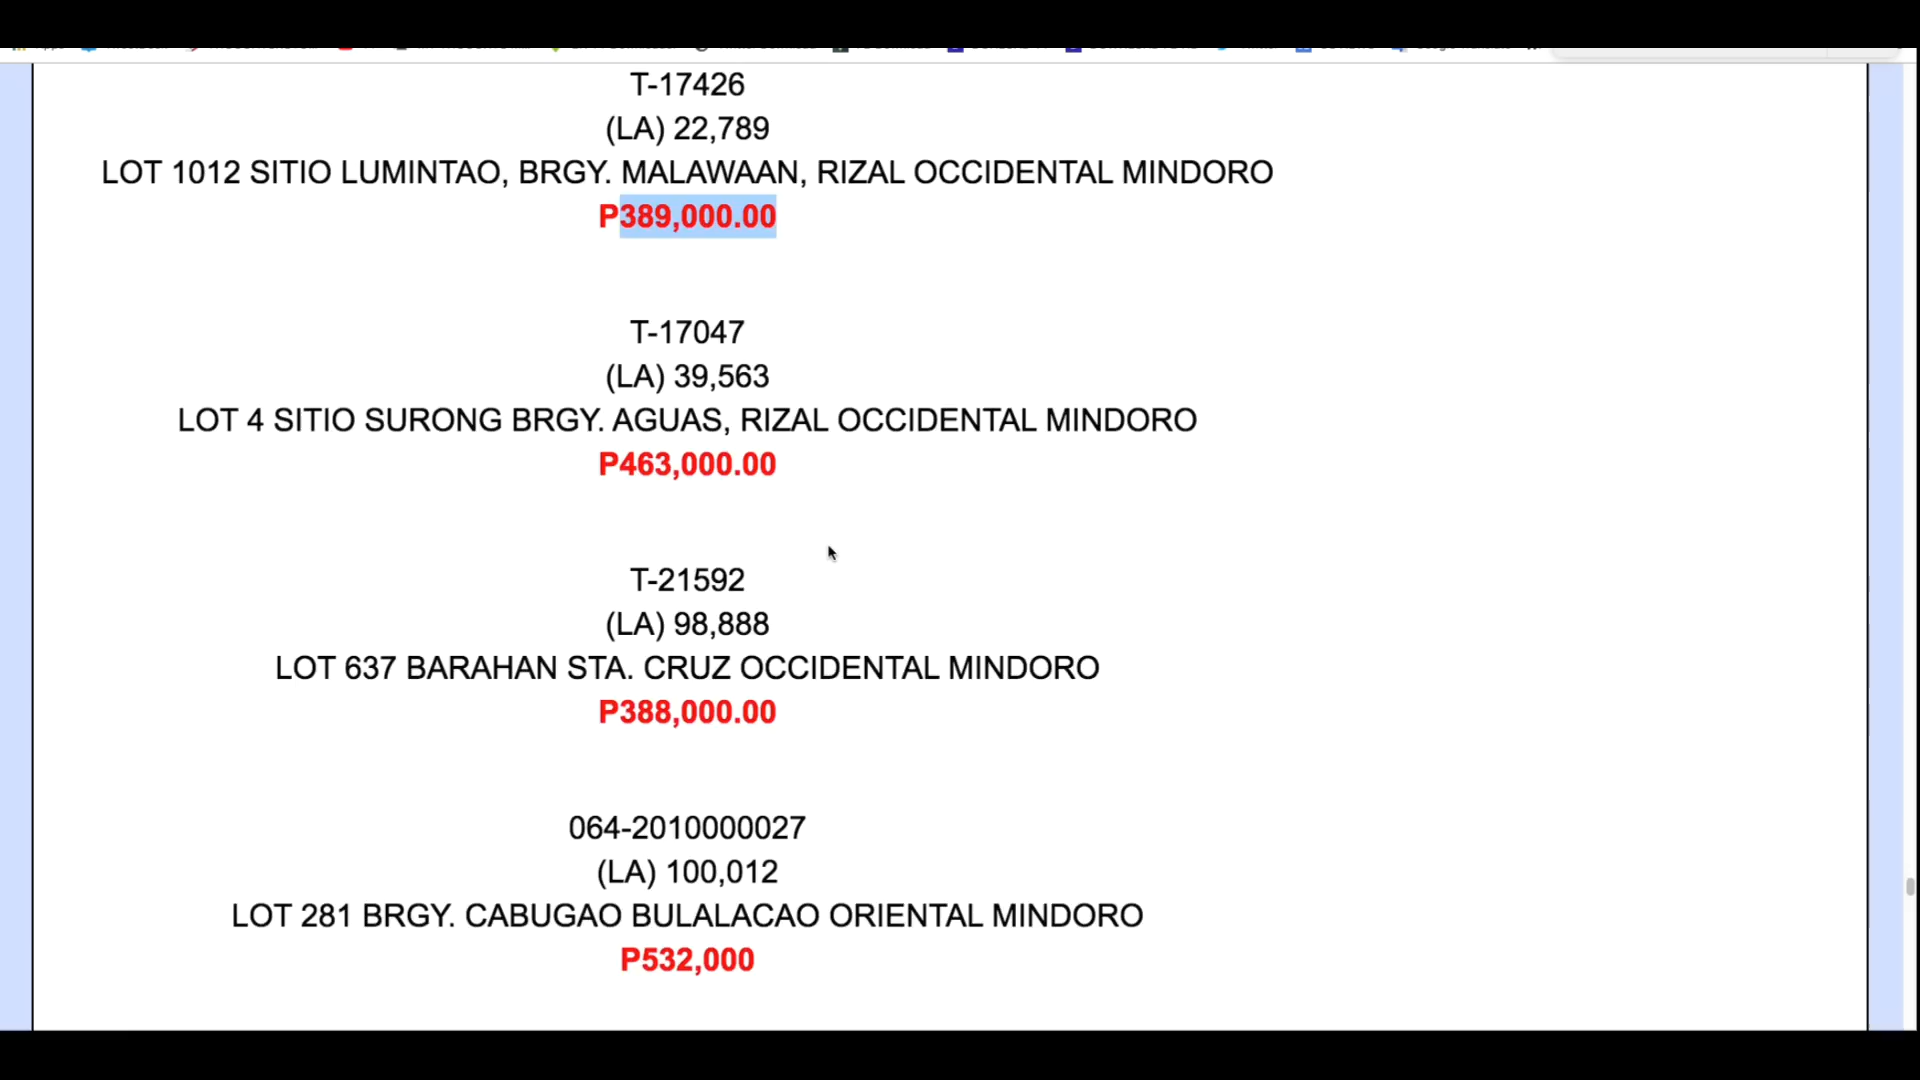 T-17426
(LA) 22,789
LOT 1012 SITIO LUMINTAO, BRGY. MALAWAAN, RIZAL OCCIDENTAL MINDORO
P389,000.00
T-17047
(LA) 39,563
LOT 4 SITIO SURONG BRGY. AGUAS, RIZAL OCCIDENTAL MINDORO
P463,000.00
T-21592
(LA) 98,888
LOT 637 BARAHAN STA. CRUZ OCCIDENTAL MINDORO
P388,000.00
064-2010000027
(LA) 100,012
LOT 281 BRGY. CABUGAO BULALACAO ORIENTAL MINDORO
P532,000